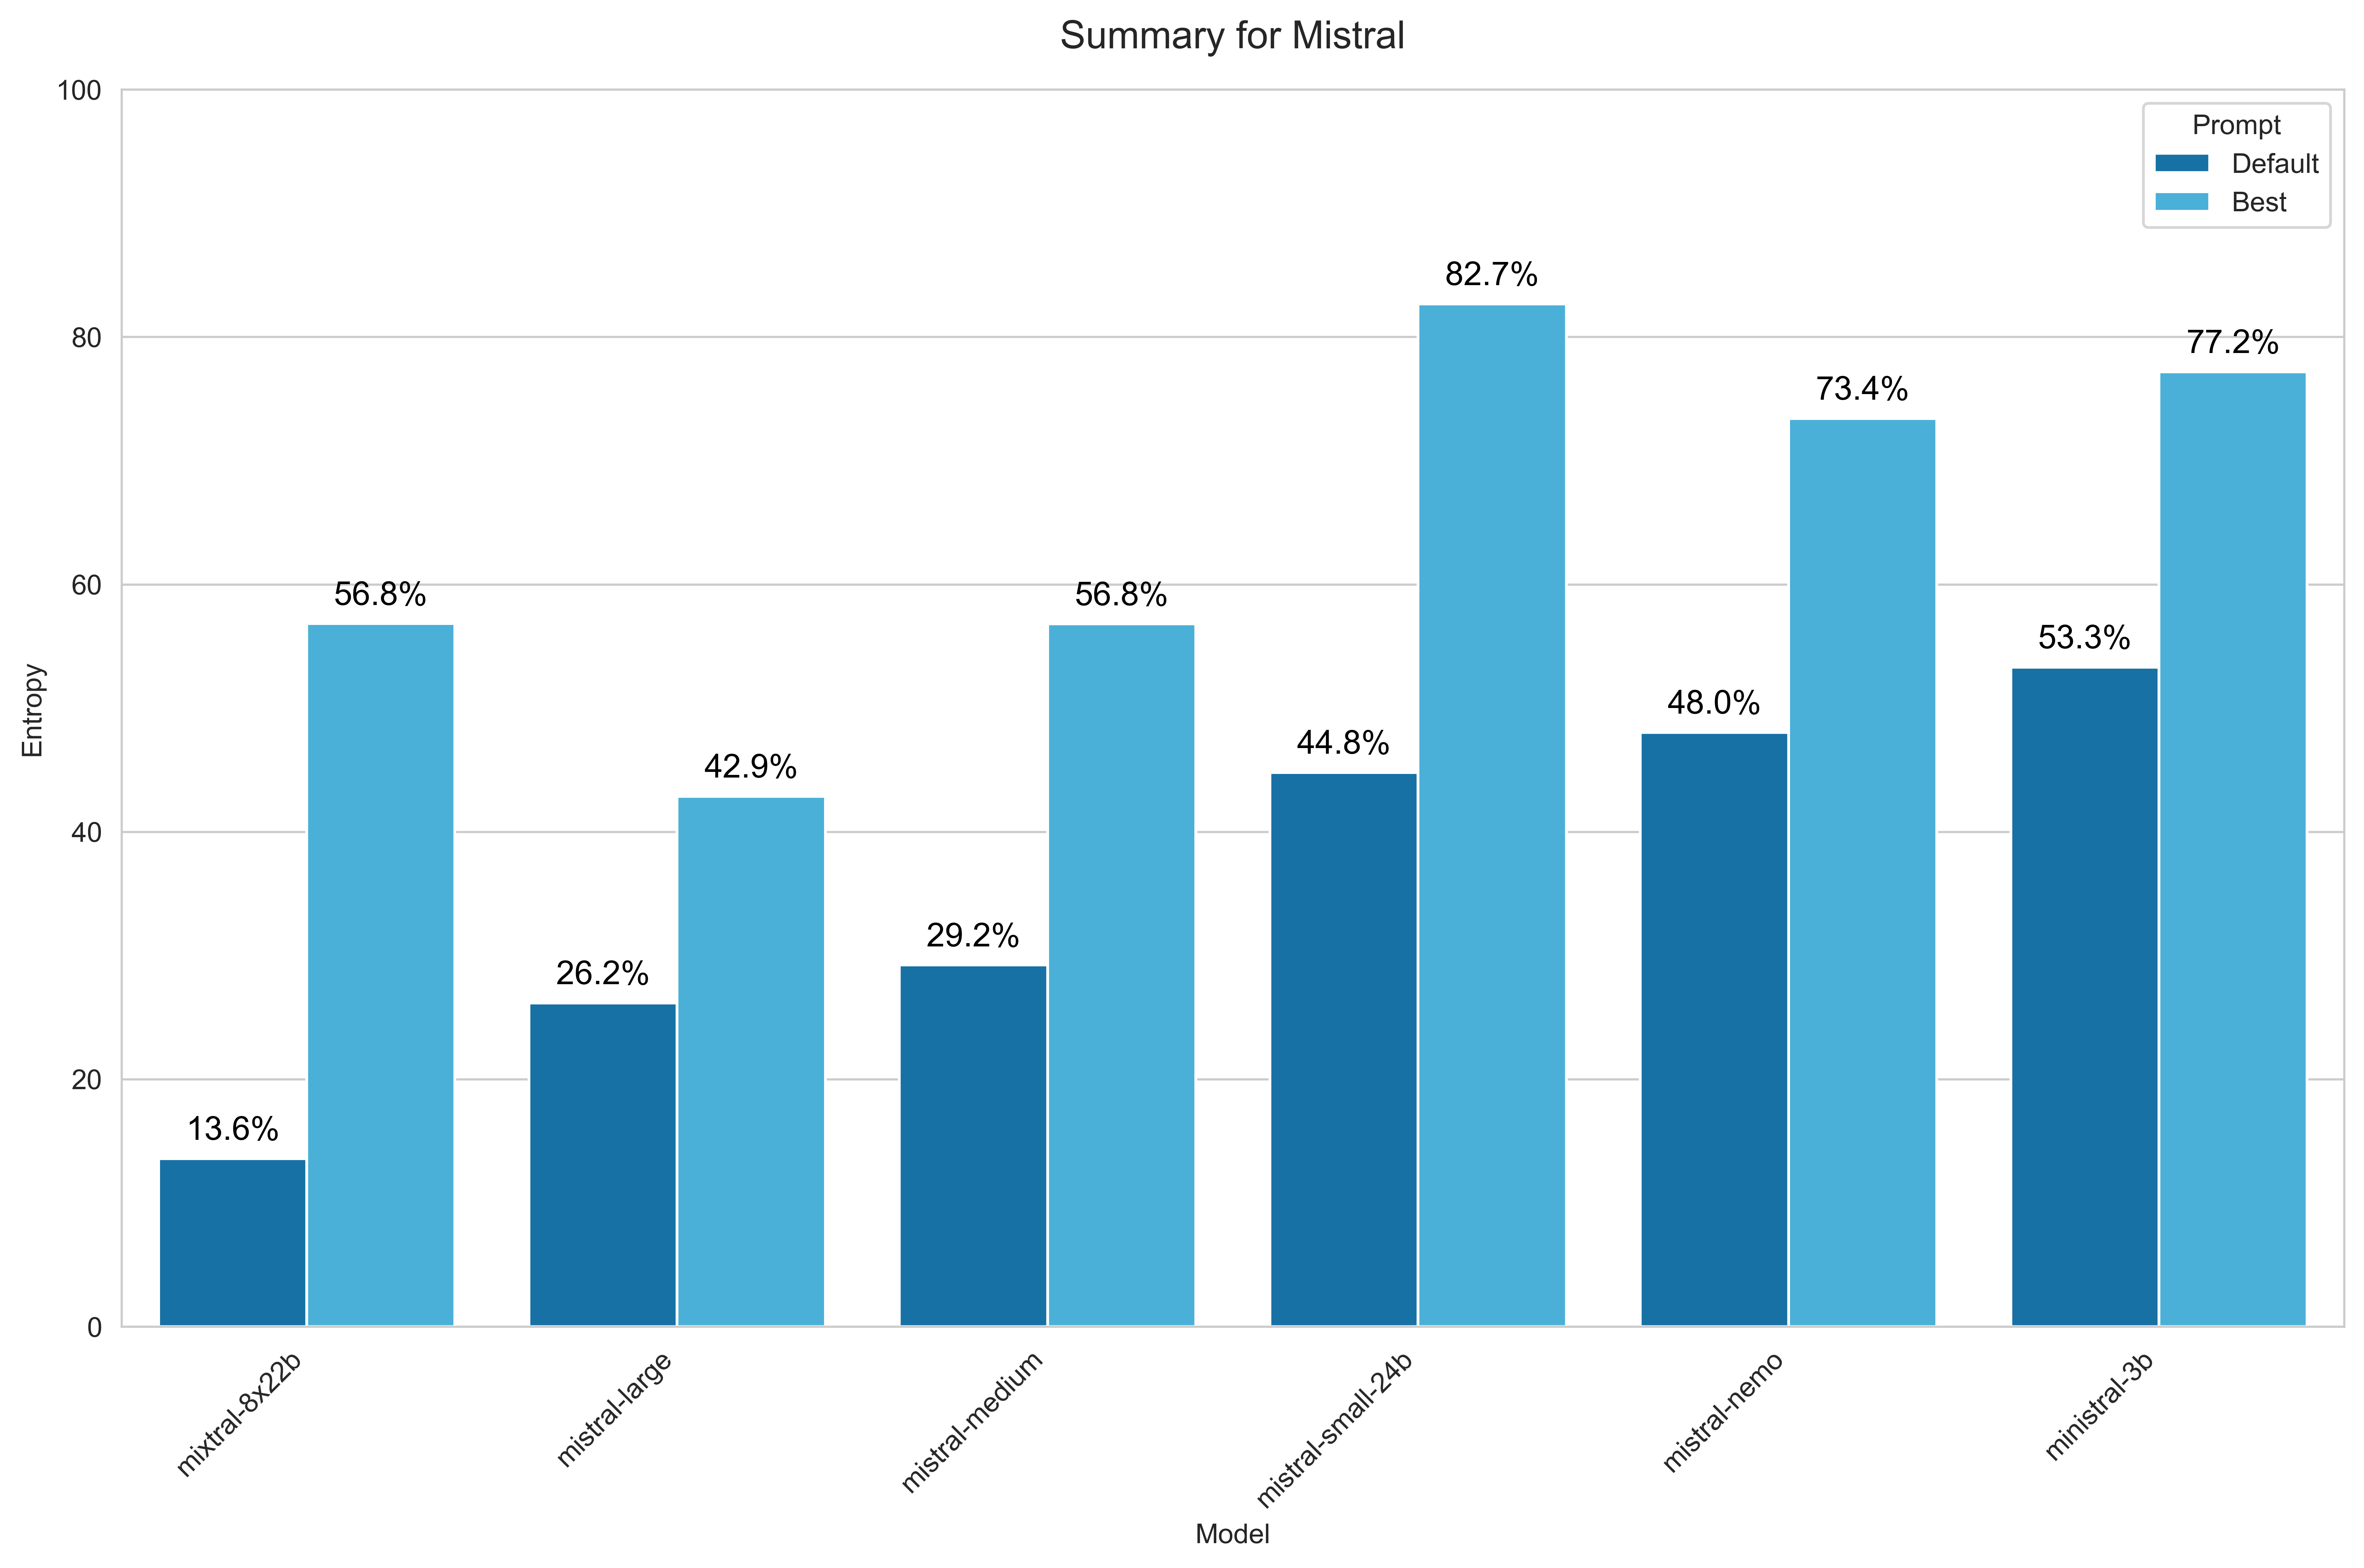 Summary for Mistral
100
80
60
40
20
0
Entropy
Prompt
Default
Best
13.6%
56.8%
26.2%
42.9%
29.2%
56.8%
44.8%
82.7%
48.0%
73.4%
53.3%
77.2%
mixtral-8x22b
mistral-large
mistral-medium
mistral-small-24b
mistral-nemo
ministral-3b
Model